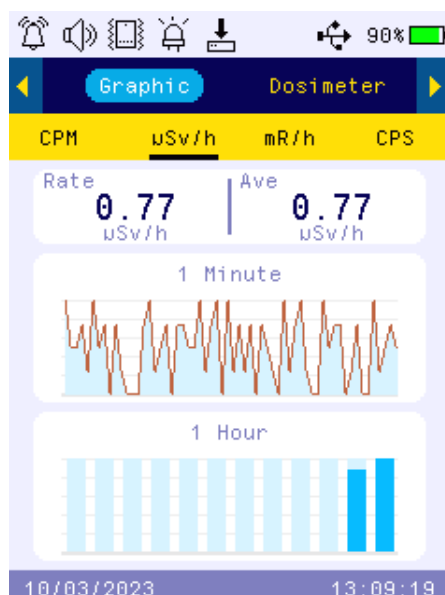 90%
Graphic Dosimeter
CPM µSv/h mR/h CPS
Rate Ave
0.77 0.77
µSv/h µSv/h
1 Minute
1 Hour
10/03/2023 13:09:19